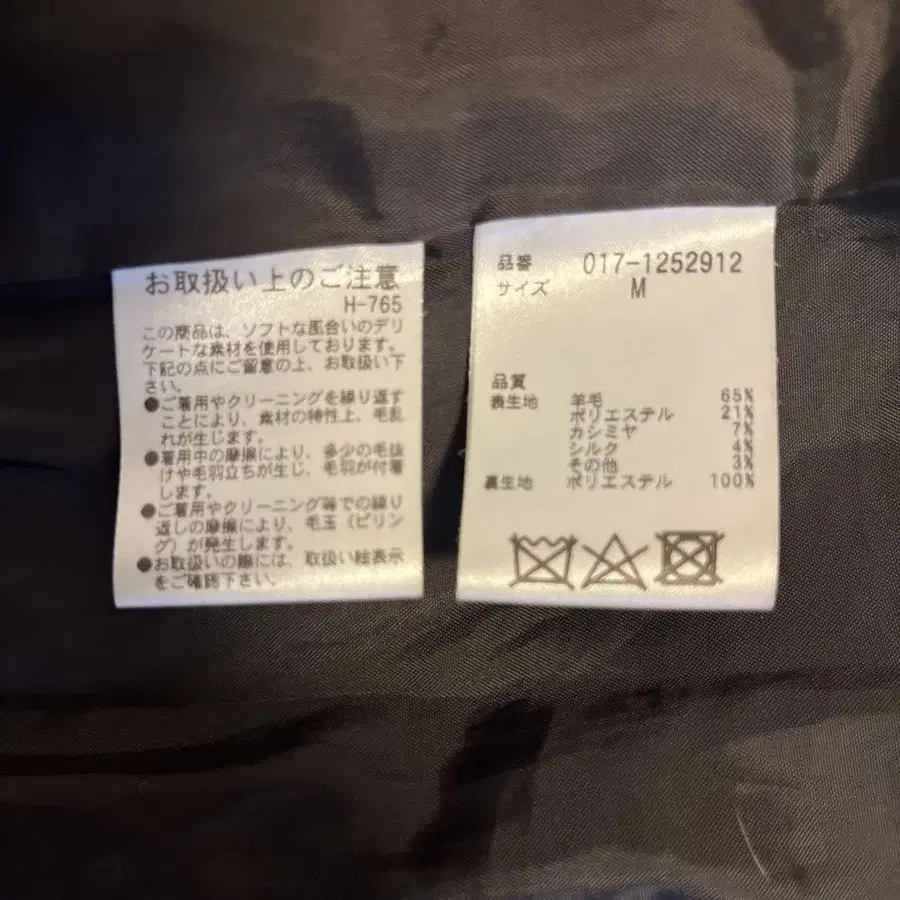 お取扱い上のご注意
H-765
この商品は、ソフトな風合いのデリ
ケートな素材を使用しております。
下記の点にご留意の上、お取扱い下
さい。
●ご着用やクリーニングを繰り返す
ことにより、素材の特性上、毛乱
れが生じます。
●着用中の摩擦により、多少の毛抜
けや毛羽立ちが生じ、毛羽が付着
します。
●ご着用やクリーニング等での繰り
返しの摩擦により、毛玉（ピリン
グ）が発生します。
●お取扱いの際には、取扱い絵表示
をご確認下さい。
品番 017-1252912
サイズ M
品質
表生地 羊毛 65%
ポリエステル 21%
カシミヤ 7%
シルク 4%
その他 3%
裏生地 ポリエステル 100%